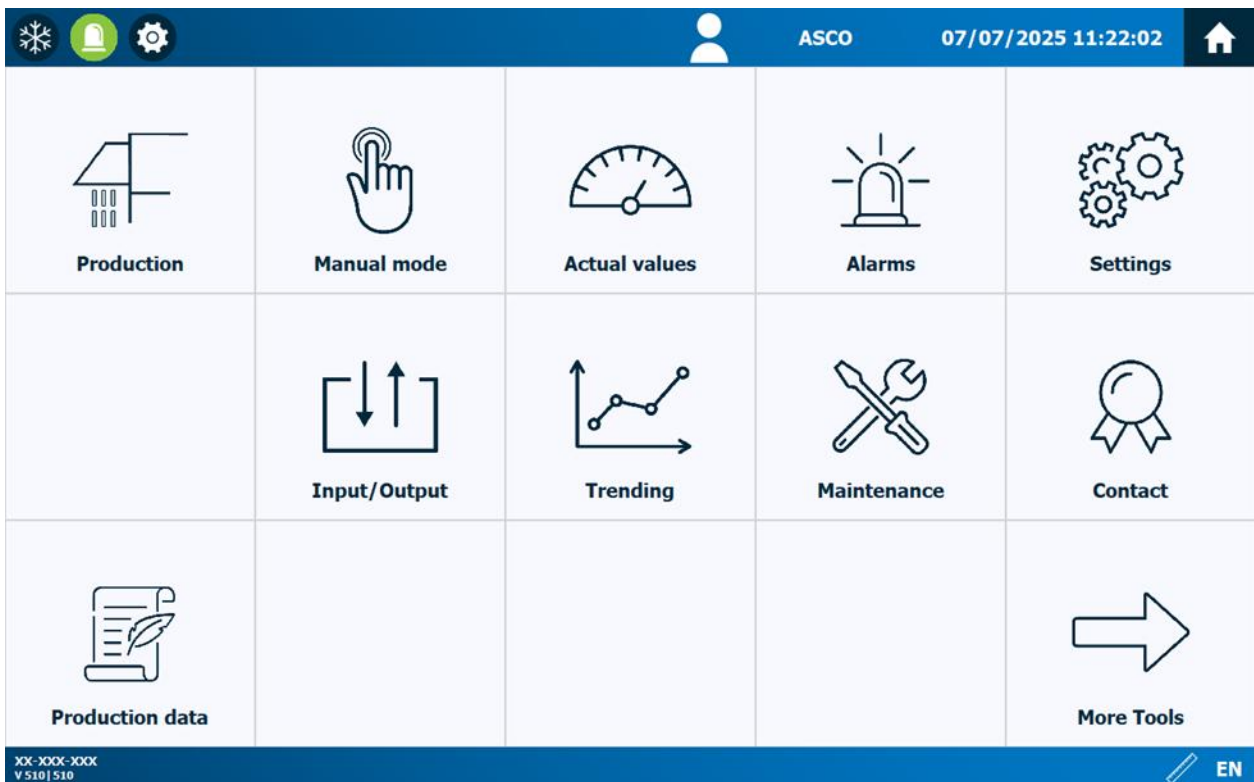 ASCO 07/07/2025 11:22:02
Production Manual mode Actual values Alarms Settings
Input/Output Trending Maintenance Contact
Production data More Tools
XX-XXX-XXX
V 510|510
EN